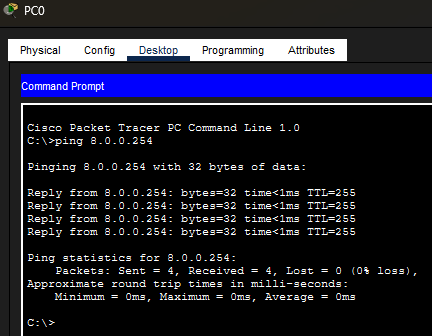 PC0
Physical Config Desktop Programming Attributes
Command Prompt
Cisco Packet Tracer PC Command Line 1.0
C:\>ping 8.0.0.254
Pinging 8.0.0.254 with 32 bytes of data:
Reply from 8.0.0.254: bytes=32 time<1ms TTL=255
Reply from 8.0.0.254: bytes=32 time<1ms TTL=255
Reply from 8.0.0.254: bytes=32 time<1ms TTL=255
Reply from 8.0.0.254: bytes=32 time<1ms TTL=255
Ping statistics for 8.0.0.254:
Packets: Sent = 4, Received = 4, Lost = 0 (0% loss),
Approximate round trip times in milli-seconds:
Minimum = 0ms, Maximum = 0ms, Average = 0ms
C:\>